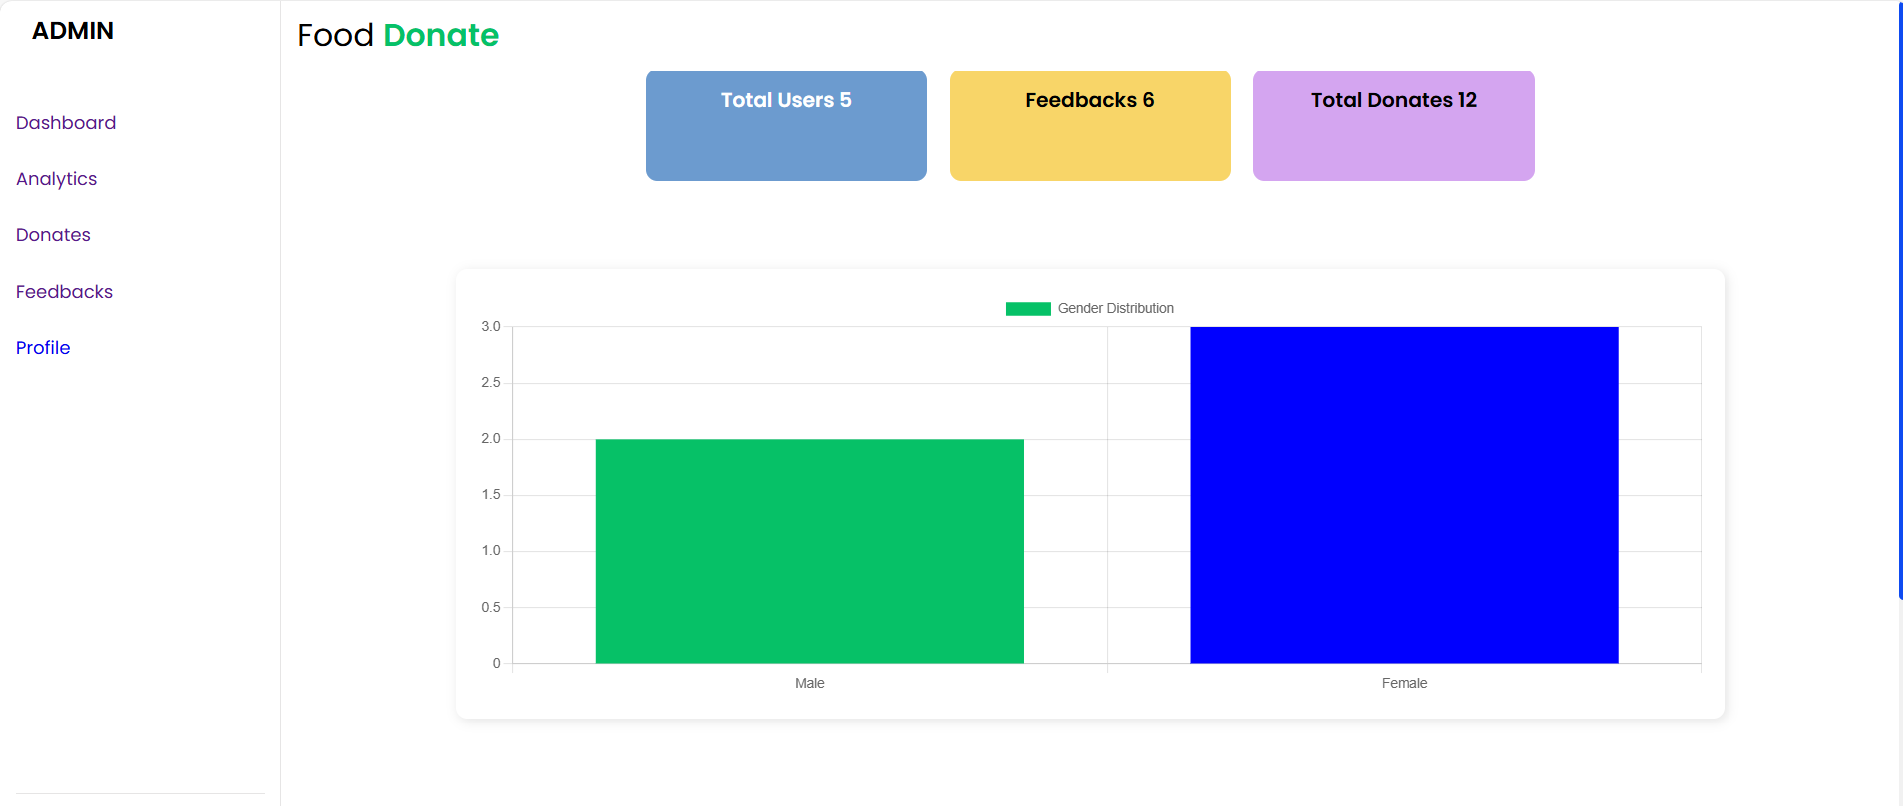 ADMIN
Dashboard
Analytics
Donates
Feedbacks
Profile
Food Donate
Total Users 5
Feedbacks 6
Total Donates 12
Gender Distribution
3.0
2.5
2.0
1.5
1.0
0.5
0
Male
Female